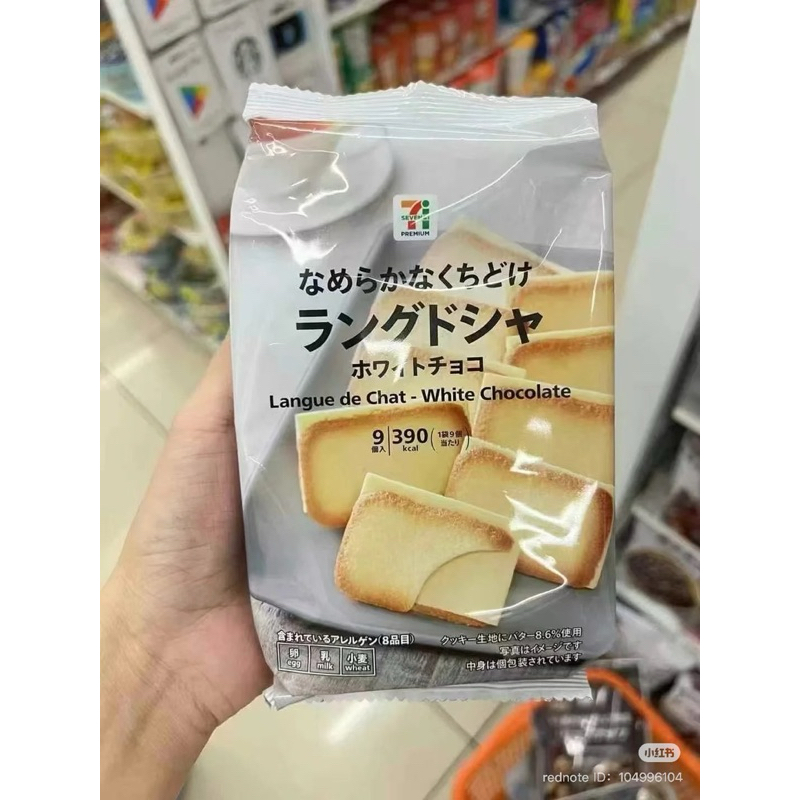 SEVEN & i
PREMIUM
なめらかなくちどけ
ラングドシャ
ホワイトチョコ
Langue de Chat - White Chocolate
9個入 390kcal (1袋9個当たり)
含まれているアレルゲン(8品目)
卵 乳 小麦
egg milk wheat
クッキー生地にバター8.6%使用
写真はイメージです
中身は個包装されています
小红书
rednote ID: 104996104